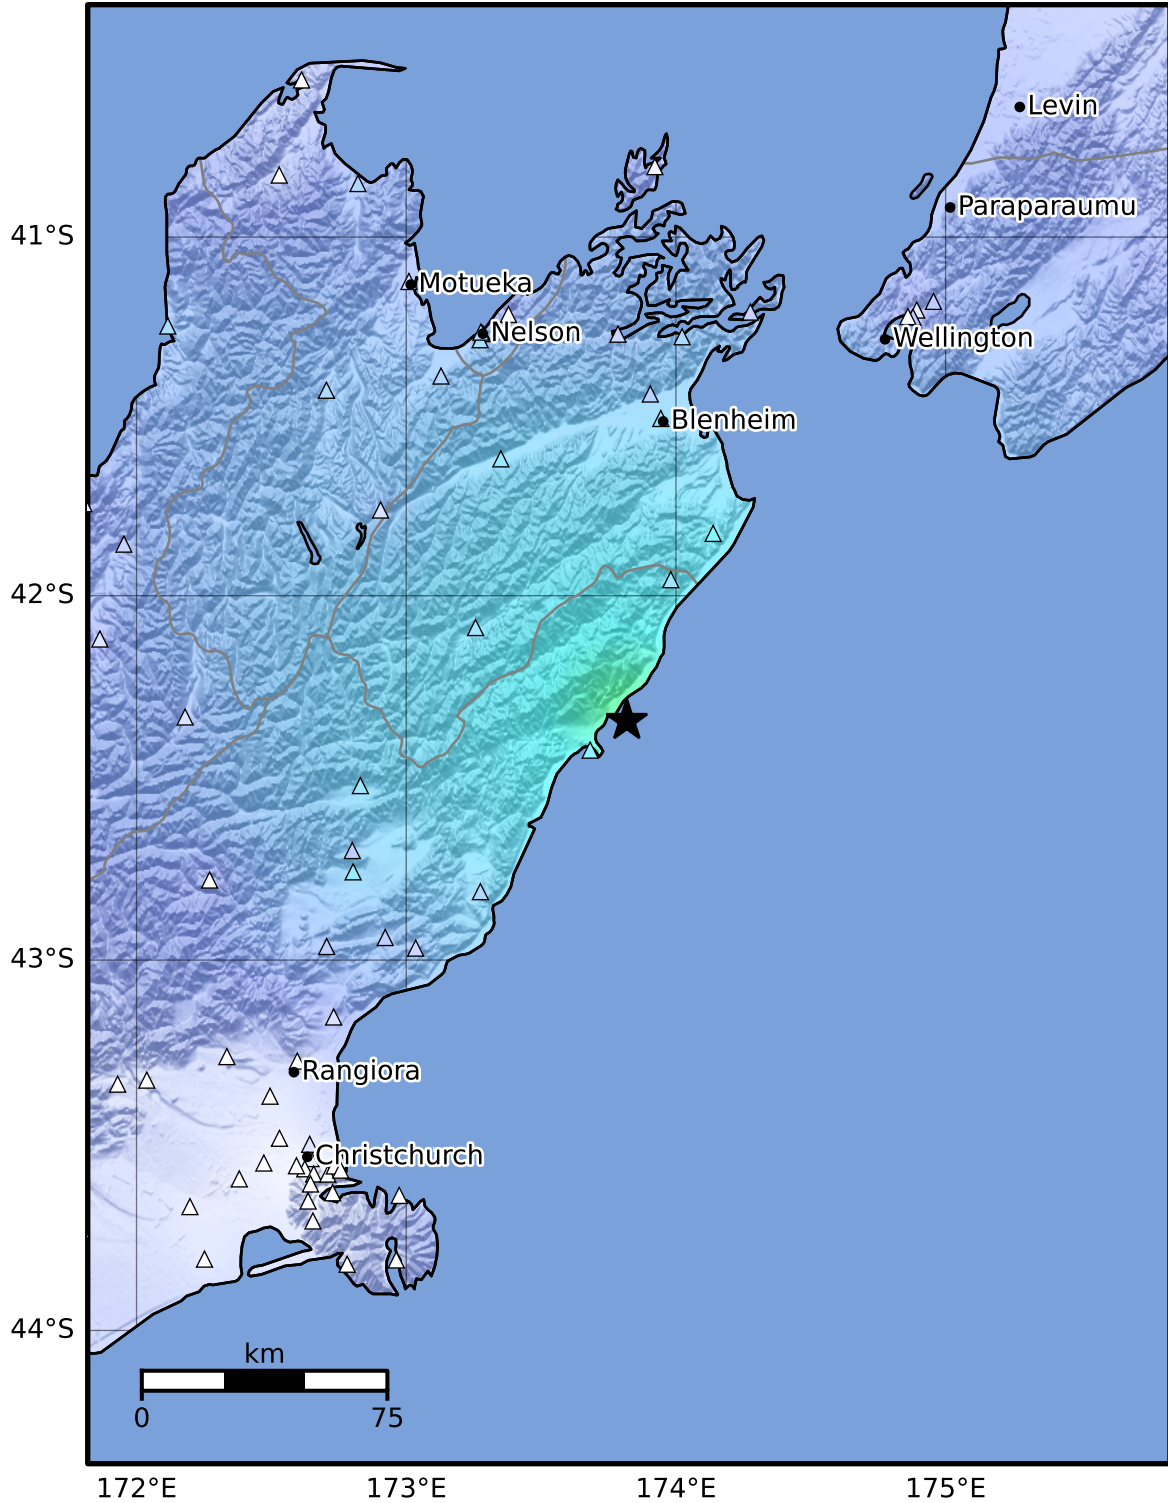 Levin
Paraparaumu
41°S
Motueka
Nelson
Wellington
Blenheim
42°S
43°S
Rangiora
Christchurch
44°S
km
0 75
172°E 173°E 174°E 175°E